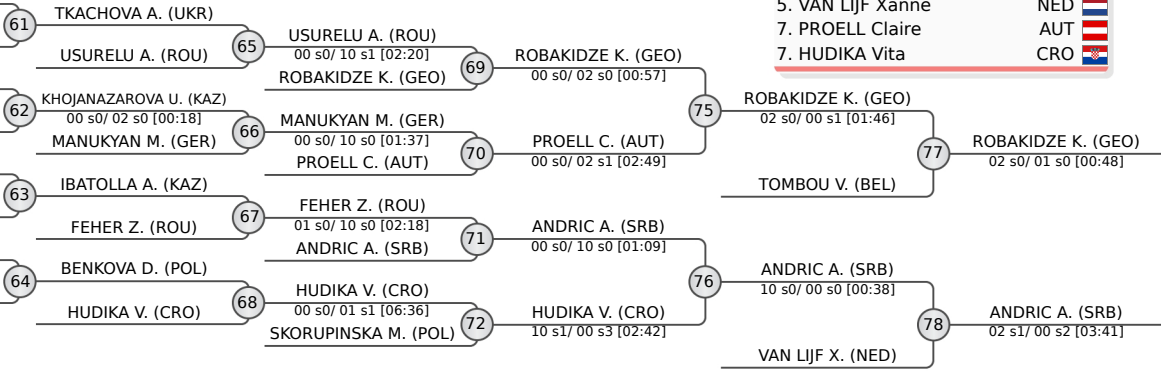 5. VAN LIJF Xanne NED
7. PROELL Claire AUT
7. HUDIKA Vita CRO
61
TKACHOVA A. (UKR)
USURELU A. (ROU)
62
KHOJANAZAROVA U. (KAZ)
00 s0/ 02 s0 [00:18]
MANUKYAN M. (GER)
63
IBATOLLA A. (KAZ)
FEHER Z. (ROU)
64
BENKOVA D. (POL)
HUDIKA V. (CRO)
65
USURELU A. (ROU)
00 s0/ 10 s1 [02:20]
ROBAKIDZE K. (GEO)
66
MANUKYAN M. (GER)
00 s0/ 10 s0 [01:37]
PROELL C. (AUT)
67
FEHER Z. (ROU)
01 s0/ 10 s0 [02:18]
ANDRIC A. (SRB)
68
HUDIKA V. (CRO)
00 s0/ 01 s1 [06:36]
SKORUPINSKA M. (POL)
69
ROBAKIDZE K. (GEO)
00 s0/ 02 s0 [00:57]
70
PROELL C. (AUT)
00 s0/ 02 s1 [02:49]
71
ANDRIC A. (SRB)
00 s0/ 10 s0 [01:09]
72
HUDIKA V. (CRO)
10 s1/ 00 s3 [02:42]
75
ROBAKIDZE K. (GEO)
02 s0/ 00 s1 [01:46]
TOMBOU V. (BEL)
76
ANDRIC A. (SRB)
10 s0/ 00 s0 [00:38]
VAN LIJF X. (NED)
77
ROBAKIDZE K. (GEO)
02 s0/ 01 s0 [00:48]
78
ANDRIC A. (SRB)
02 s1/ 00 s2 [03:41]